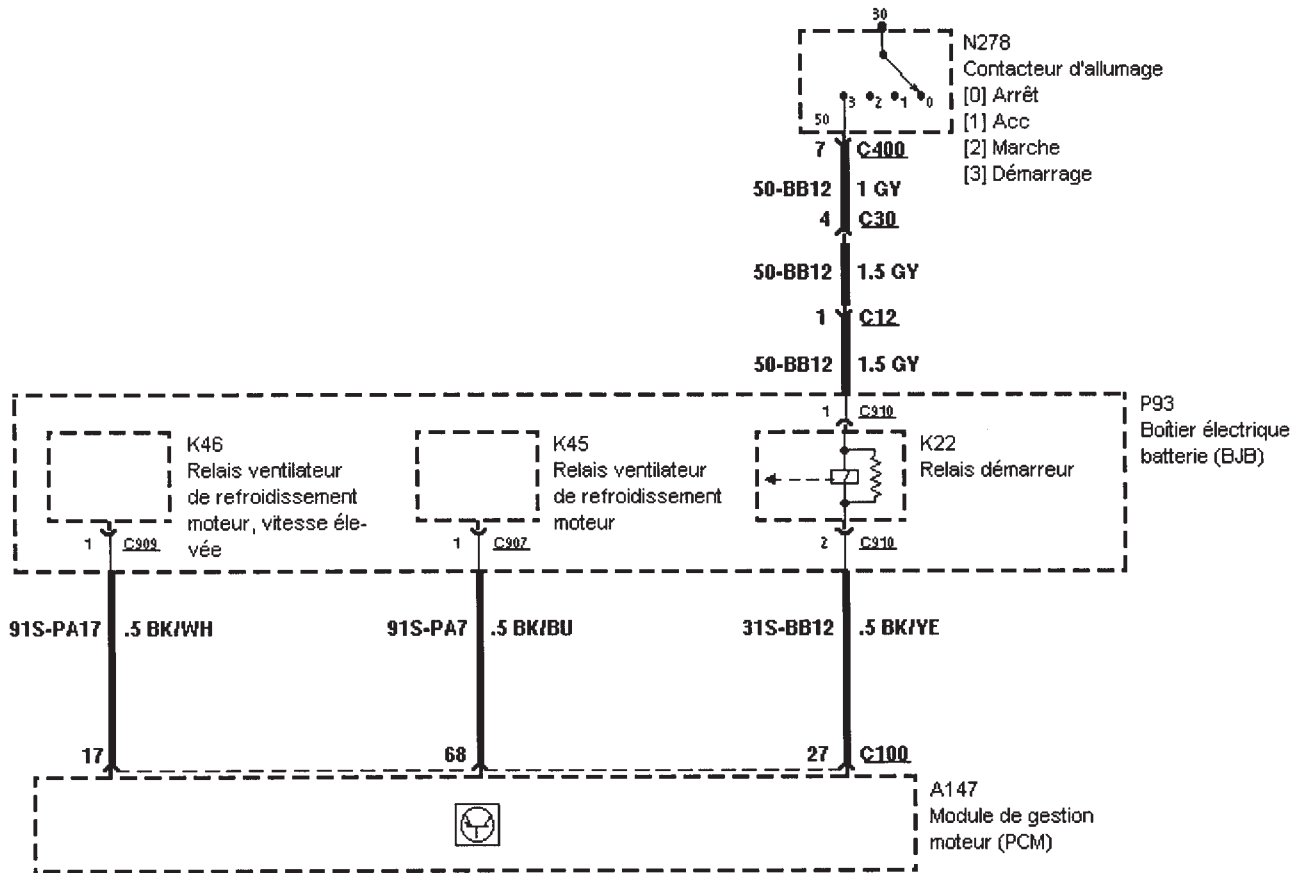 30
N278
Contacteur d'allumage
[0] Arrêt
[1] Acc
[2] Marche
[3] Démarrage
3 2 1 0
50
7 C400
50-BB12 1 GY
4 C30
50-BB12 1.5 GY
1 C12
50-BB12 1.5 GY
P93
Boîtier électrique
batterie (BJB)
1 C910
K46
Relais ventilateur
de refroidissement
moteur, vitesse éle-
vée
1 C909
K45
Relais ventilateur
de refroidissement
moteur
1 C907
K22
Relais démarreur
2 C910
91S-PA17 .5 BK/WH
91S-PA7 .5 BK/BU
31S-BB12 .5 BK/YE
17
68
27 C100
A147
Module de gestion
moteur (PCM)